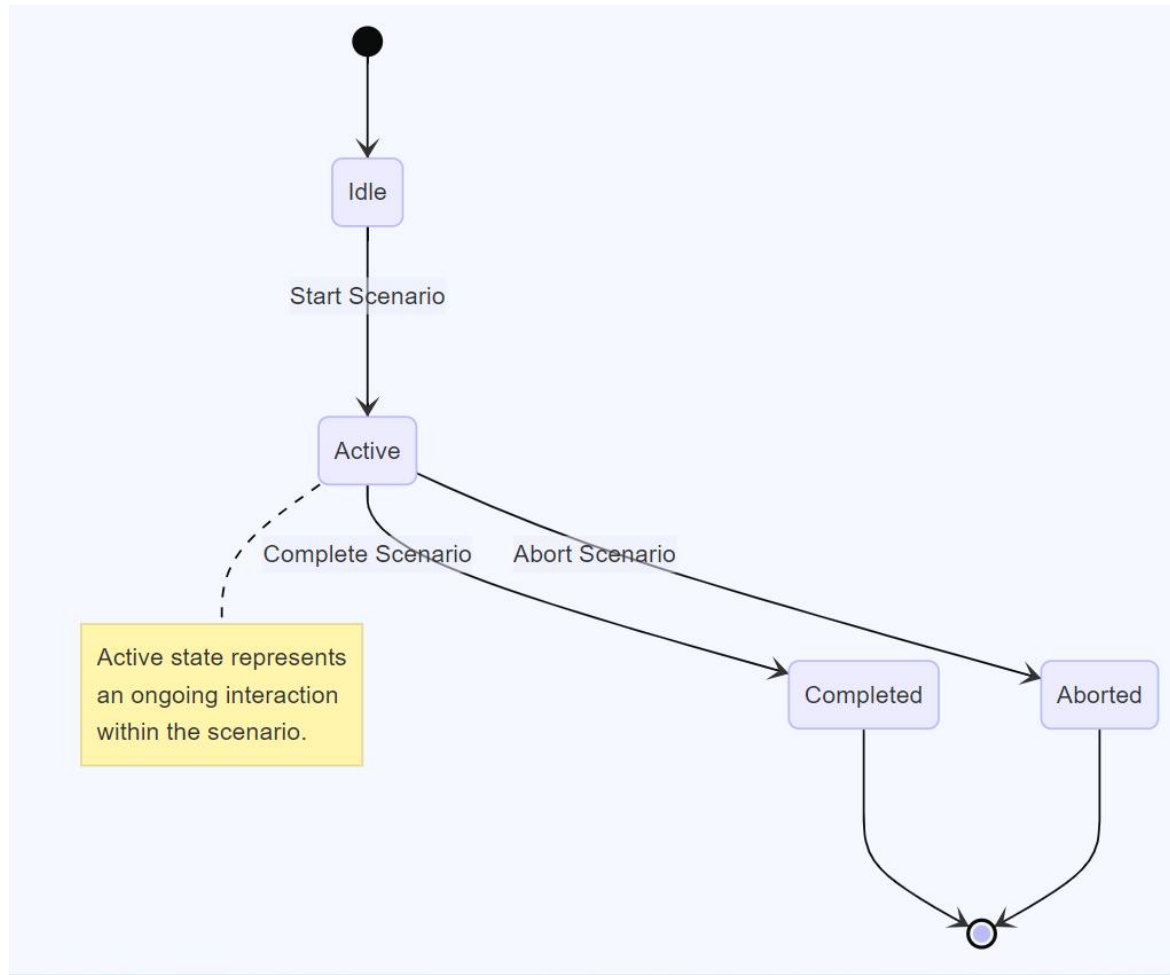 Idle
Start Scenario
Active
Complete Scenario
Abort Scenario
Active state represents
an ongoing interaction
within the scenario.
Completed
Aborted